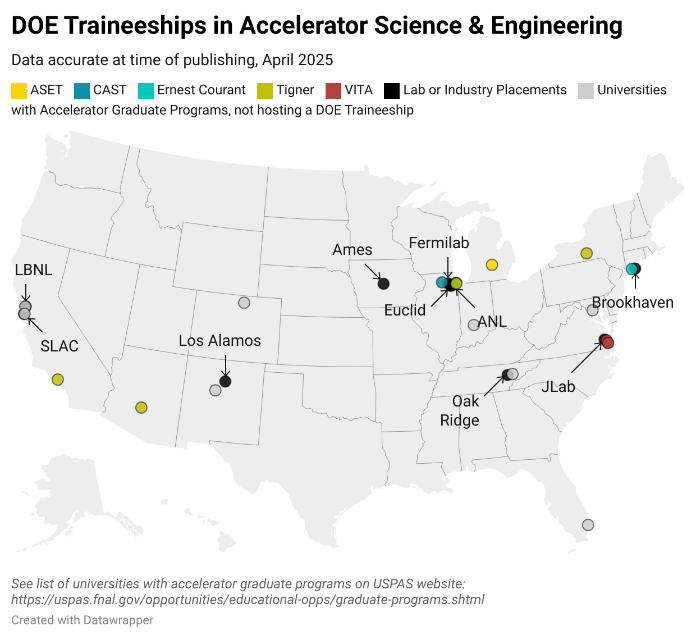 DOE Traineeships in Accelerator Science & Engineering
Data accurate at time of publishing, April 2025
ASET CAST Ernest Courant Tigner VITA Lab or Industry Placements Universities
with Accelerator Graduate Programs, not hosting a DOE Traineeship
Ames
Fermilab
LBNL
Euclid
ANL
Brookhaven
SLAC
Los Alamos
JLab
Oak
Ridge
See list of universities with accelerator graduate programs on USPAS website:
https://uspas.fnal.gov/opportunities/educational-opps/graduate-programs.shtml
Created with Datawrapper